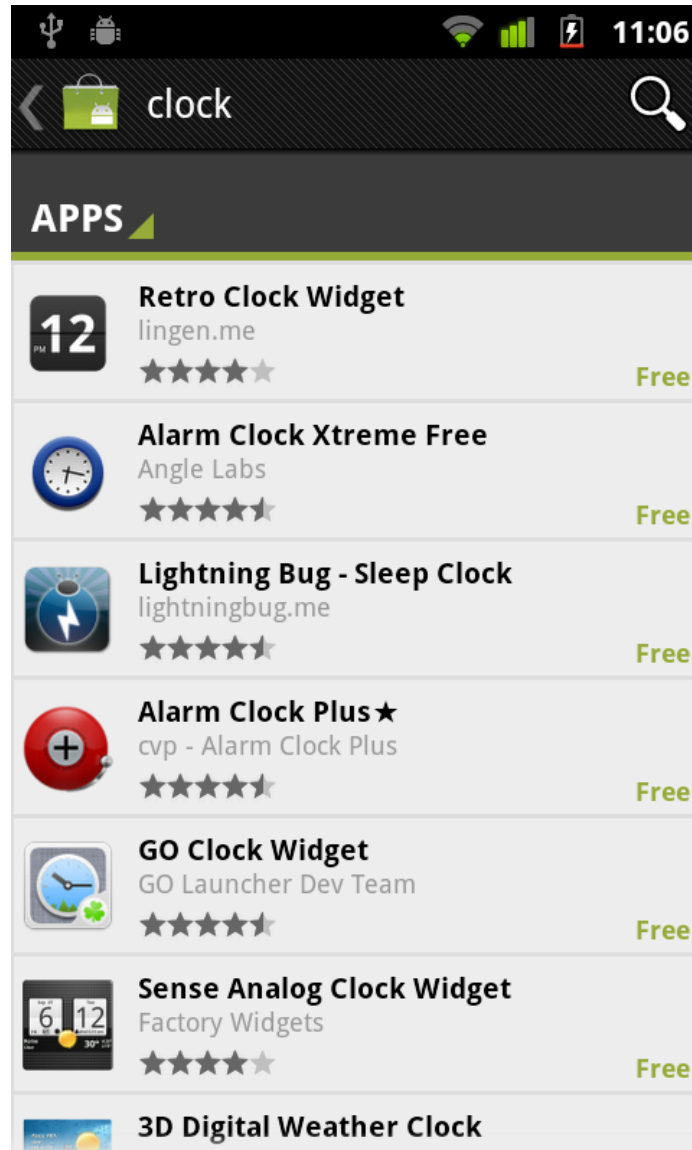 11:06
clock
APPS
Retro Clock Widget
PM 12
lingen.me
Free
Alarm Clock Xtreme Free
Angle Labs
Free
Lightning Bug - Sleep Clock
lightningbug.me
Free
Alarm Clock Plus★
cvp - Alarm Clock Plus
Free
GO Clock Widget
GO Launcher Dev Team
Free
Sense Analog Clock Widget
6 12
30°
Factory Widgets
Free
3D Digital Weather Clock